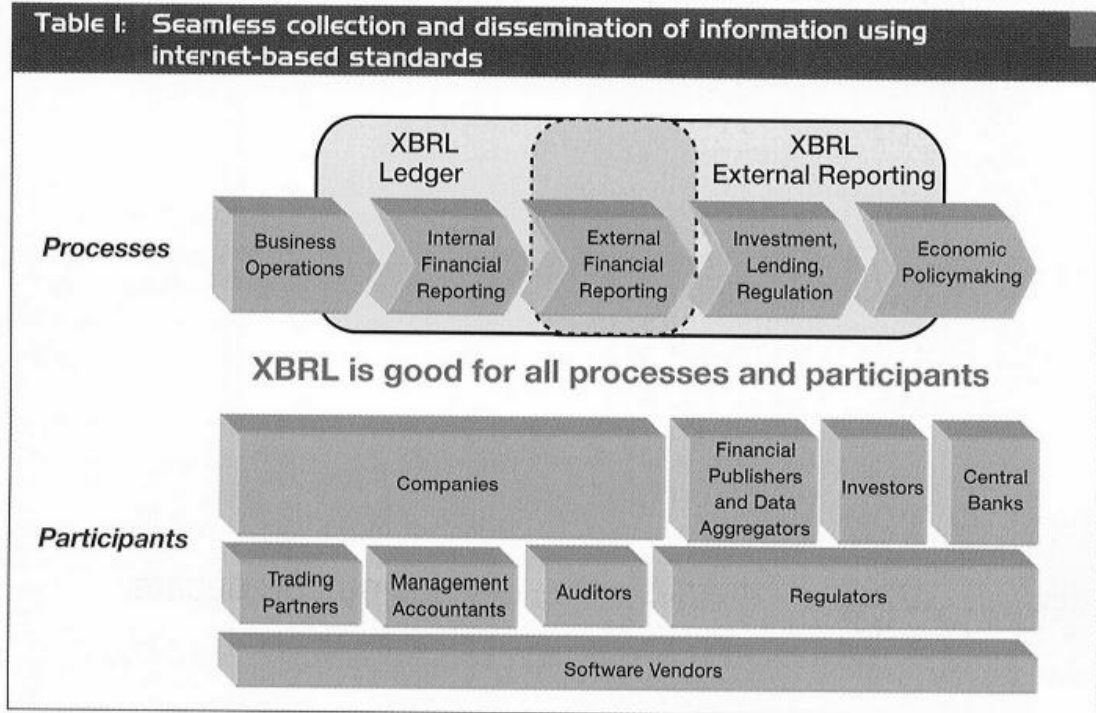 Table 1: Seamless collection and dissemination of information using
internet-based standards
XBRL
Ledger
XBRL
External Reporting
Processes
Business
Operations
Internal
Financial
Reporting
External
Financial
Reporting
Investment,
Lending,
Regulation
Economic
Policymaking
XBRL is good for all processes and participants
Participants
Companies
Financial
Publishers
and Data
Aggregators
Investors
Central
Banks
Trading
Partners
Management
Accountants
Auditors
Regulators
Software Vendors